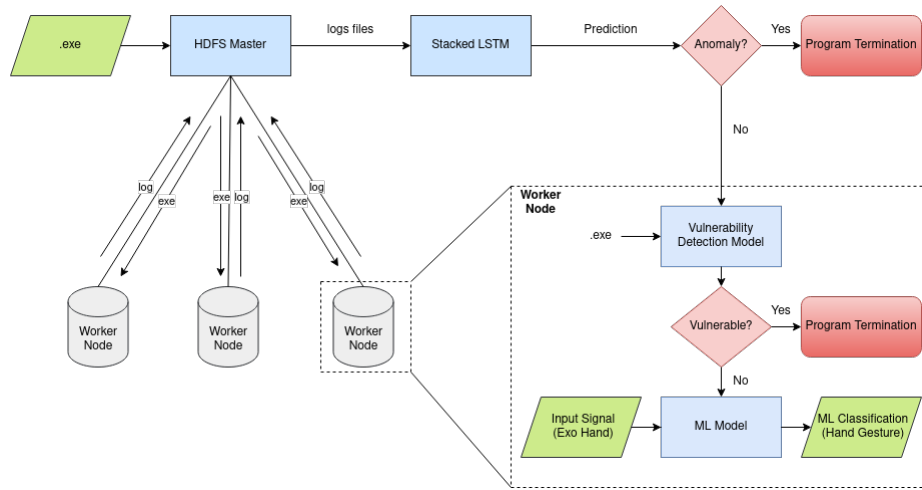 .exe
HDFS Master
logs files
Stacked LSTM
Prediction
Anomaly?
Yes
Program Termination
No
log
exe
exe
log
log
exe
Worker
Node
Worker
Node
Worker
Node
Worker
Node
.exe
Vulnerability
Detection Model
Vulnerable?
Yes
Program Termination
No
Input Signal
(Exo Hand)
ML Model
ML Classification
(Hand Gesture)